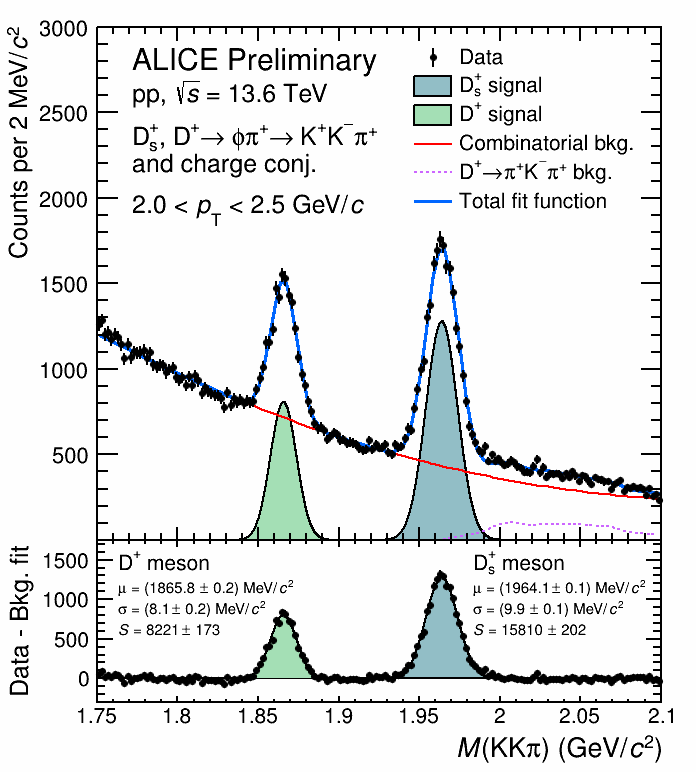 3000
2500
2000
1500
1000
500
Counts per 2 MeV/c²
ALICE Preliminary
pp, √s = 13.6 TeV
Dₛ⁺, D⁺→ ϕπ⁺→ K⁺K⁻π⁺
and charge conj.
2.0 < p_T < 2.5 GeV/c
Data
Dₛ⁺ signal
D⁺ signal
Combinatorial bkg.
D⁺→π⁺K⁻π⁺ bkg.
Total fit function
1500
1000
500
0
Data - Bkg. fit
D⁺ meson
μ = (1865.8 ± 0.2) MeV/c²
σ = (8.1 ± 0.2) MeV/c²
S = 8221 ± 173
Dₛ⁺ meson
μ = (1964.1 ± 0.1) MeV/c²
σ = (9.9 ± 0.1) MeV/c²
S = 15810 ± 202
1.75 1.8 1.85 1.9 1.95 2 2.05 2.1
M(KKπ) (GeV/c²)